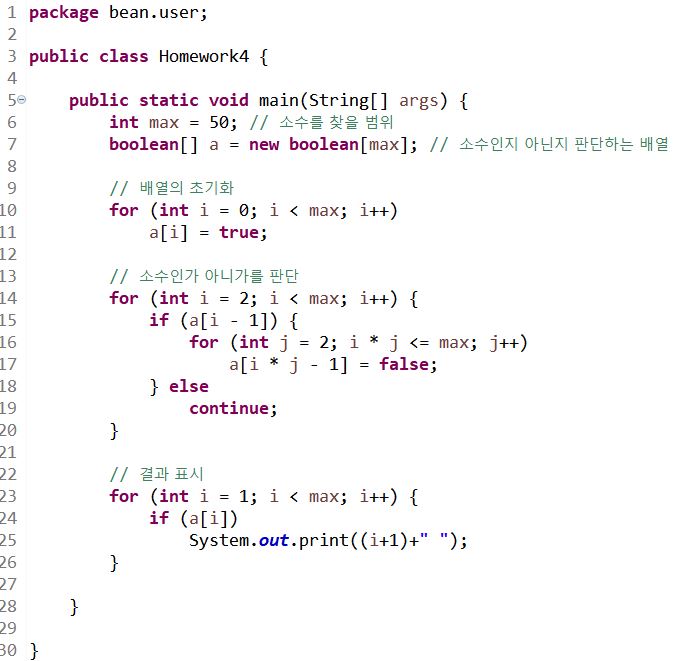 1 package bean.user;
2
3 public class Homework4 {
4
5     public static void main(String[] args) {
6         int max = 50; // 소수를 찾을 범위
7         boolean[] a = new boolean[max]; // 소수인지 아닌지 판단하는 배열
8
9         // 배열의 초기화
10         for (int i = 0; i < max; i++)
11             a[i] = true;
12
13         // 소수인가 아니가를 판단
14         for (int i = 2; i < max; i++) {
15             if (a[i - 1]) {
16                 for (int j = 2; i * j <= max; j++)
17                     a[i * j - 1] = false;
18             } else
19                 continue;
20         }
21
22         // 결과 표시
23         for (int i = 1; i < max; i++) {
24             if (a[i])
25                 System.out.print((i+1)+" ");
26         }
27
28     }
29
30 }